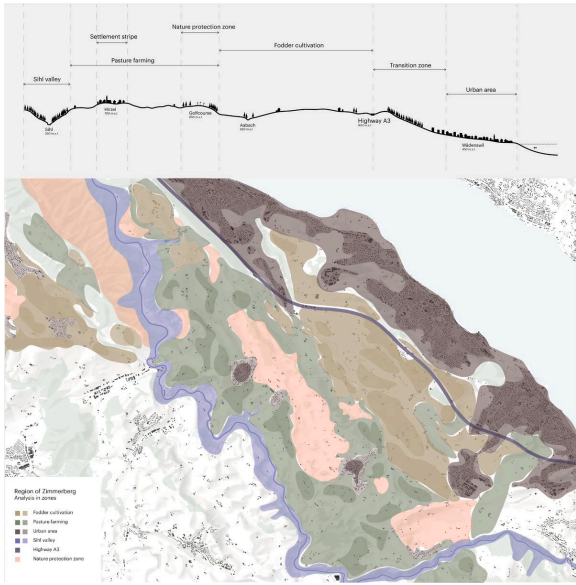 Nature protection zone
Settlement stripe
Fodder cultivation
Pasture farming
Transition zone
Sihl valley
Urban area
Sihl
Hirzel
Golfcourse
Aabach
Highway A3
Wädenswil
Region of Zimmerberg
Analysis in zones
Fodder cultivation
Pasture farming
Urban area
Sihl valley
Highway A3
Nature protection zone